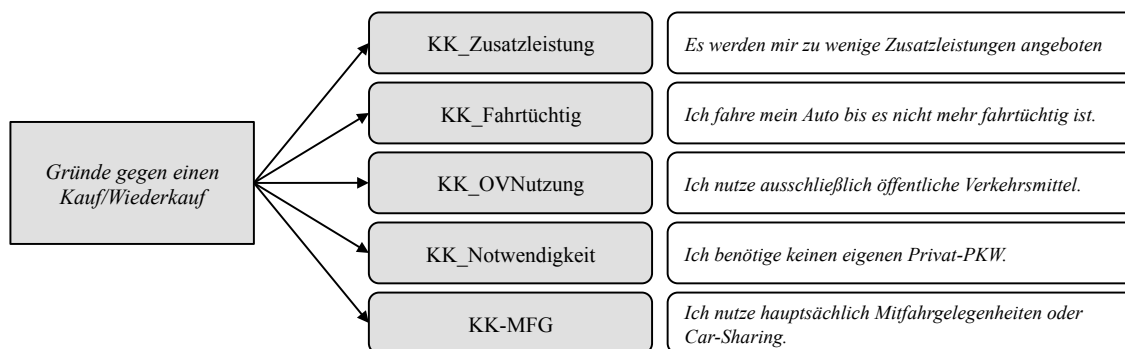 Gründe gegen einen
Kauf/Wiederkauf
KK_Zusatzleistung
Es werden mir zu wenige Zusatzleistungen angeboten
KK_Fahrtüchtig
Ich fahre mein Auto bis es nicht mehr fahrtüchtig ist.
KK_OVNutzung
Ich nutze ausschließlich öffentliche Verkehrsmittel.
KK_Notwendigkeit
Ich benötige keinen eigenen Privat-PKW.
KK-MFG
Ich nutze hauptsächlich Mitfahrgelegenheiten oder
Car-Sharing.